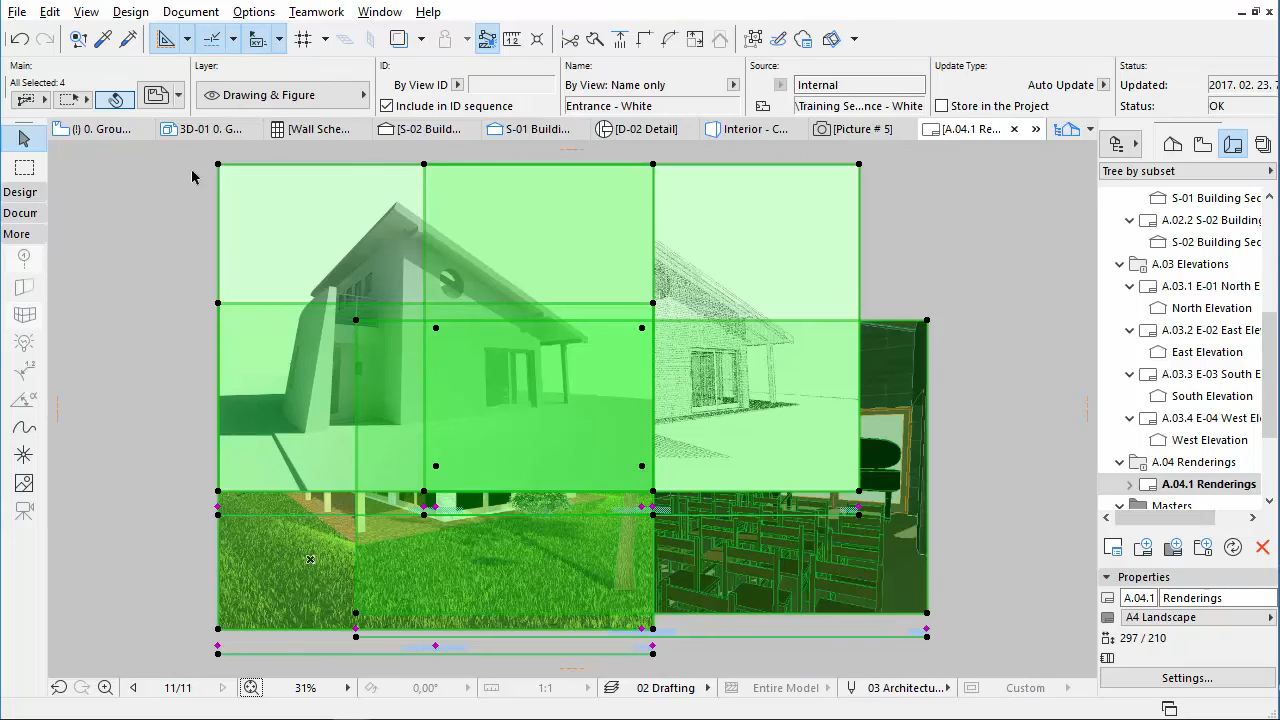 File Edit View Design Document Options Teamwork Window Help
Main:
All Selected: 4
Layer:
Drawing & Figure
ID:
By View ID
Include in ID sequence
Name:
By View: Name only
Entrance - White
Source:
Internal
\Training Se...nce - White
Update Type:
Auto Update
Store in the Project
Status:
Updated: 2017. 02. 23.
Status: OK
(I) 0. Grou...
3D-01 0. G...
[Wall Sche...
[S-02 Build...
S-01 Buildi...
[D-02 Detail]
Interior - C...
[Picture # 5]
[A.04.1 Re...
Design
Docum
More
1
1.2
Tree by subset
S-01 Building Sec
A.02.2 S-02 Building
S-02 Building Sec
A.03 Elevations
A.03.1 E-01 North E
North Elevation
A.03.2 E-02 East Ele
East Elevation
A.03.3 E-03 South E
South Elevation
A.03.4 E-04 West El
West Elevation
A.04 Renderings
A.04.1 Renderings
Masters
Properties
A.04.1 Renderings
A4 Landscape
297 / 210
Settings...
11/11
31%
0,00°
1:1
02 Drafting
Entire Model
03 Architectu...
Custom